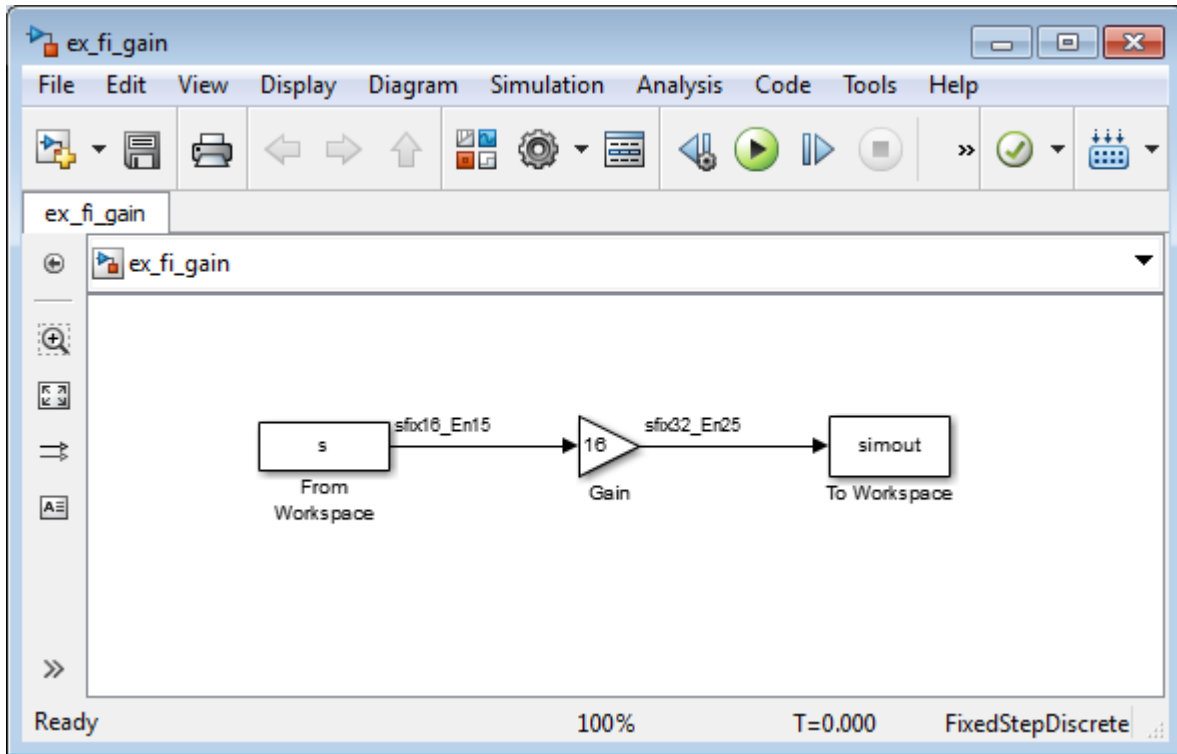 ex_fi_gain
File Edit View Display Diagram Simulation Analysis Code Tools Help
ex_fi_gain
ex_fi_gain
sfix16_En15
sfix32_En25
s
16
simout
From
Workspace
Gain
To Workspace
Ready 100% T=0.000 FixedStepDiscrete